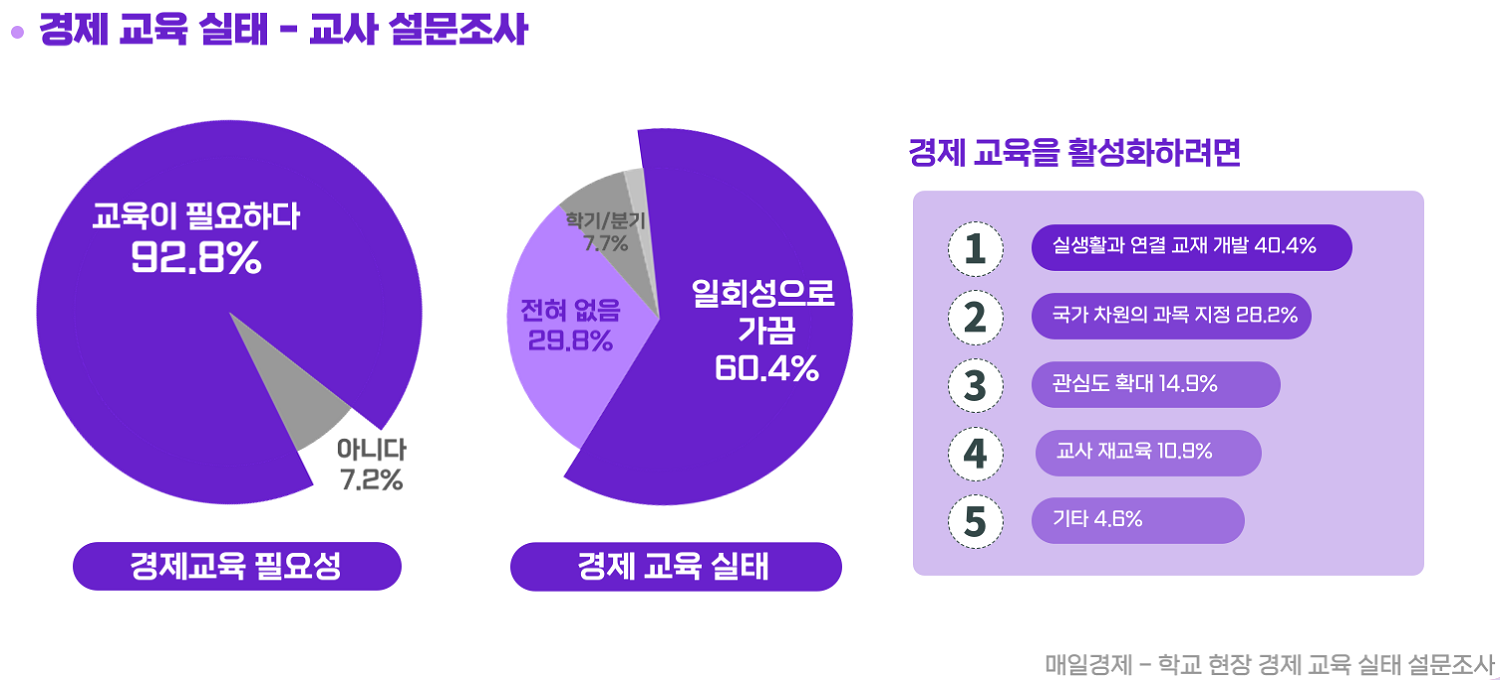 경제 교육 실태 - 교사 설문조사
교육이 필요하다
92.8%
아니다
7.2%
경제교육 필요성
학기/분기
7.7%
전혀 없음
29.8%
일회성으로
가끔
60.4%
경제 교육 실태
경제 교육을 활성화하려면
1 실생활과 연결 교재 개발 40.4%
2 국가 차원의 과목 지정 28.2%
3 관심도 확대 14.9%
4 교사 재교육 10.9%
5 기타 4.6%
매일경제 - 학교 현장 경제 교육 실태 설문조사